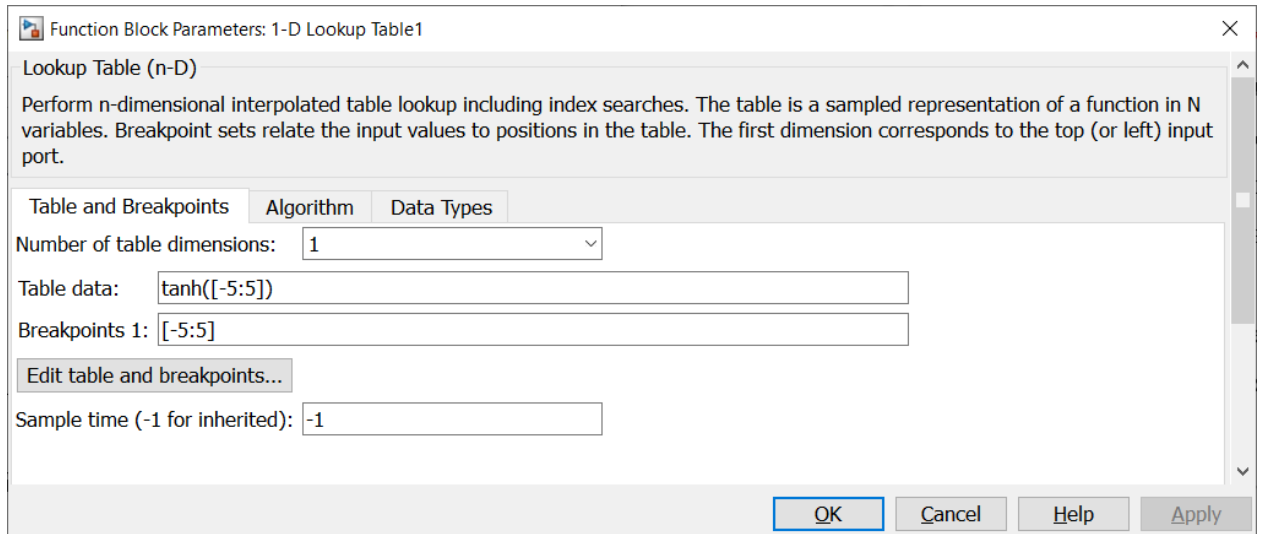 Function Block Parameters: 1-D Lookup Table1
Lookup Table (n-D)
Perform n-dimensional interpolated table lookup including index searches. The table is a sampled representation of a function in N
variables. Breakpoint sets relate the input values to positions in the table. The first dimension corresponds to the top (or left) input
port.
Table and Breakpoints Algorithm Data Types
Number of table dimensions: 1
Table data: tanh([-5:5])
Breakpoints 1: [-5:5]
Edit table and breakpoints...
Sample time (-1 for inherited): -1
OK Cancel Help Apply